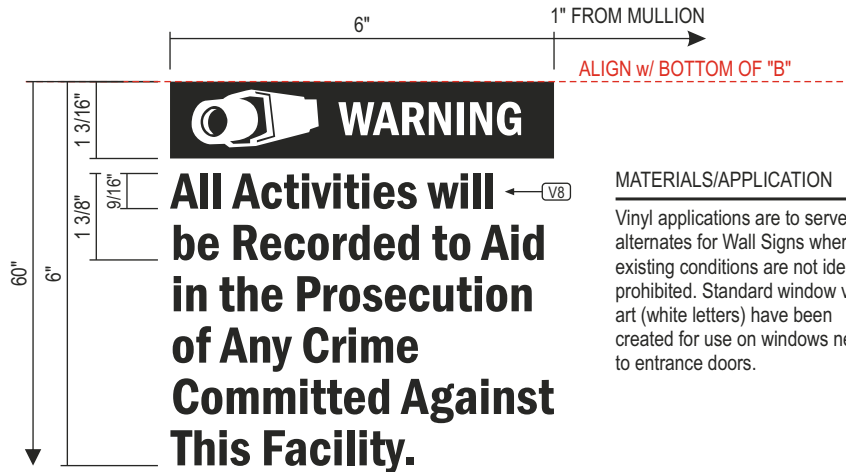 6"
1" FROM MULLION
ALIGN w/ BOTTOM OF "B"
1 3/16"
WARNING
9/16"
1 3/8"
60"
6"
All Activities will
V8
be Recorded to Aid
in the Prosecution
of Any Crime
Committed Against
This Facility.
MATERIALS/APPLICATION
Vinyl applications are to serve
alternates for Wall Signs wher
existing conditions are not ide
prohibited. Standard window v
art (white letters) have been
created for use on windows ne
to entrance doors.